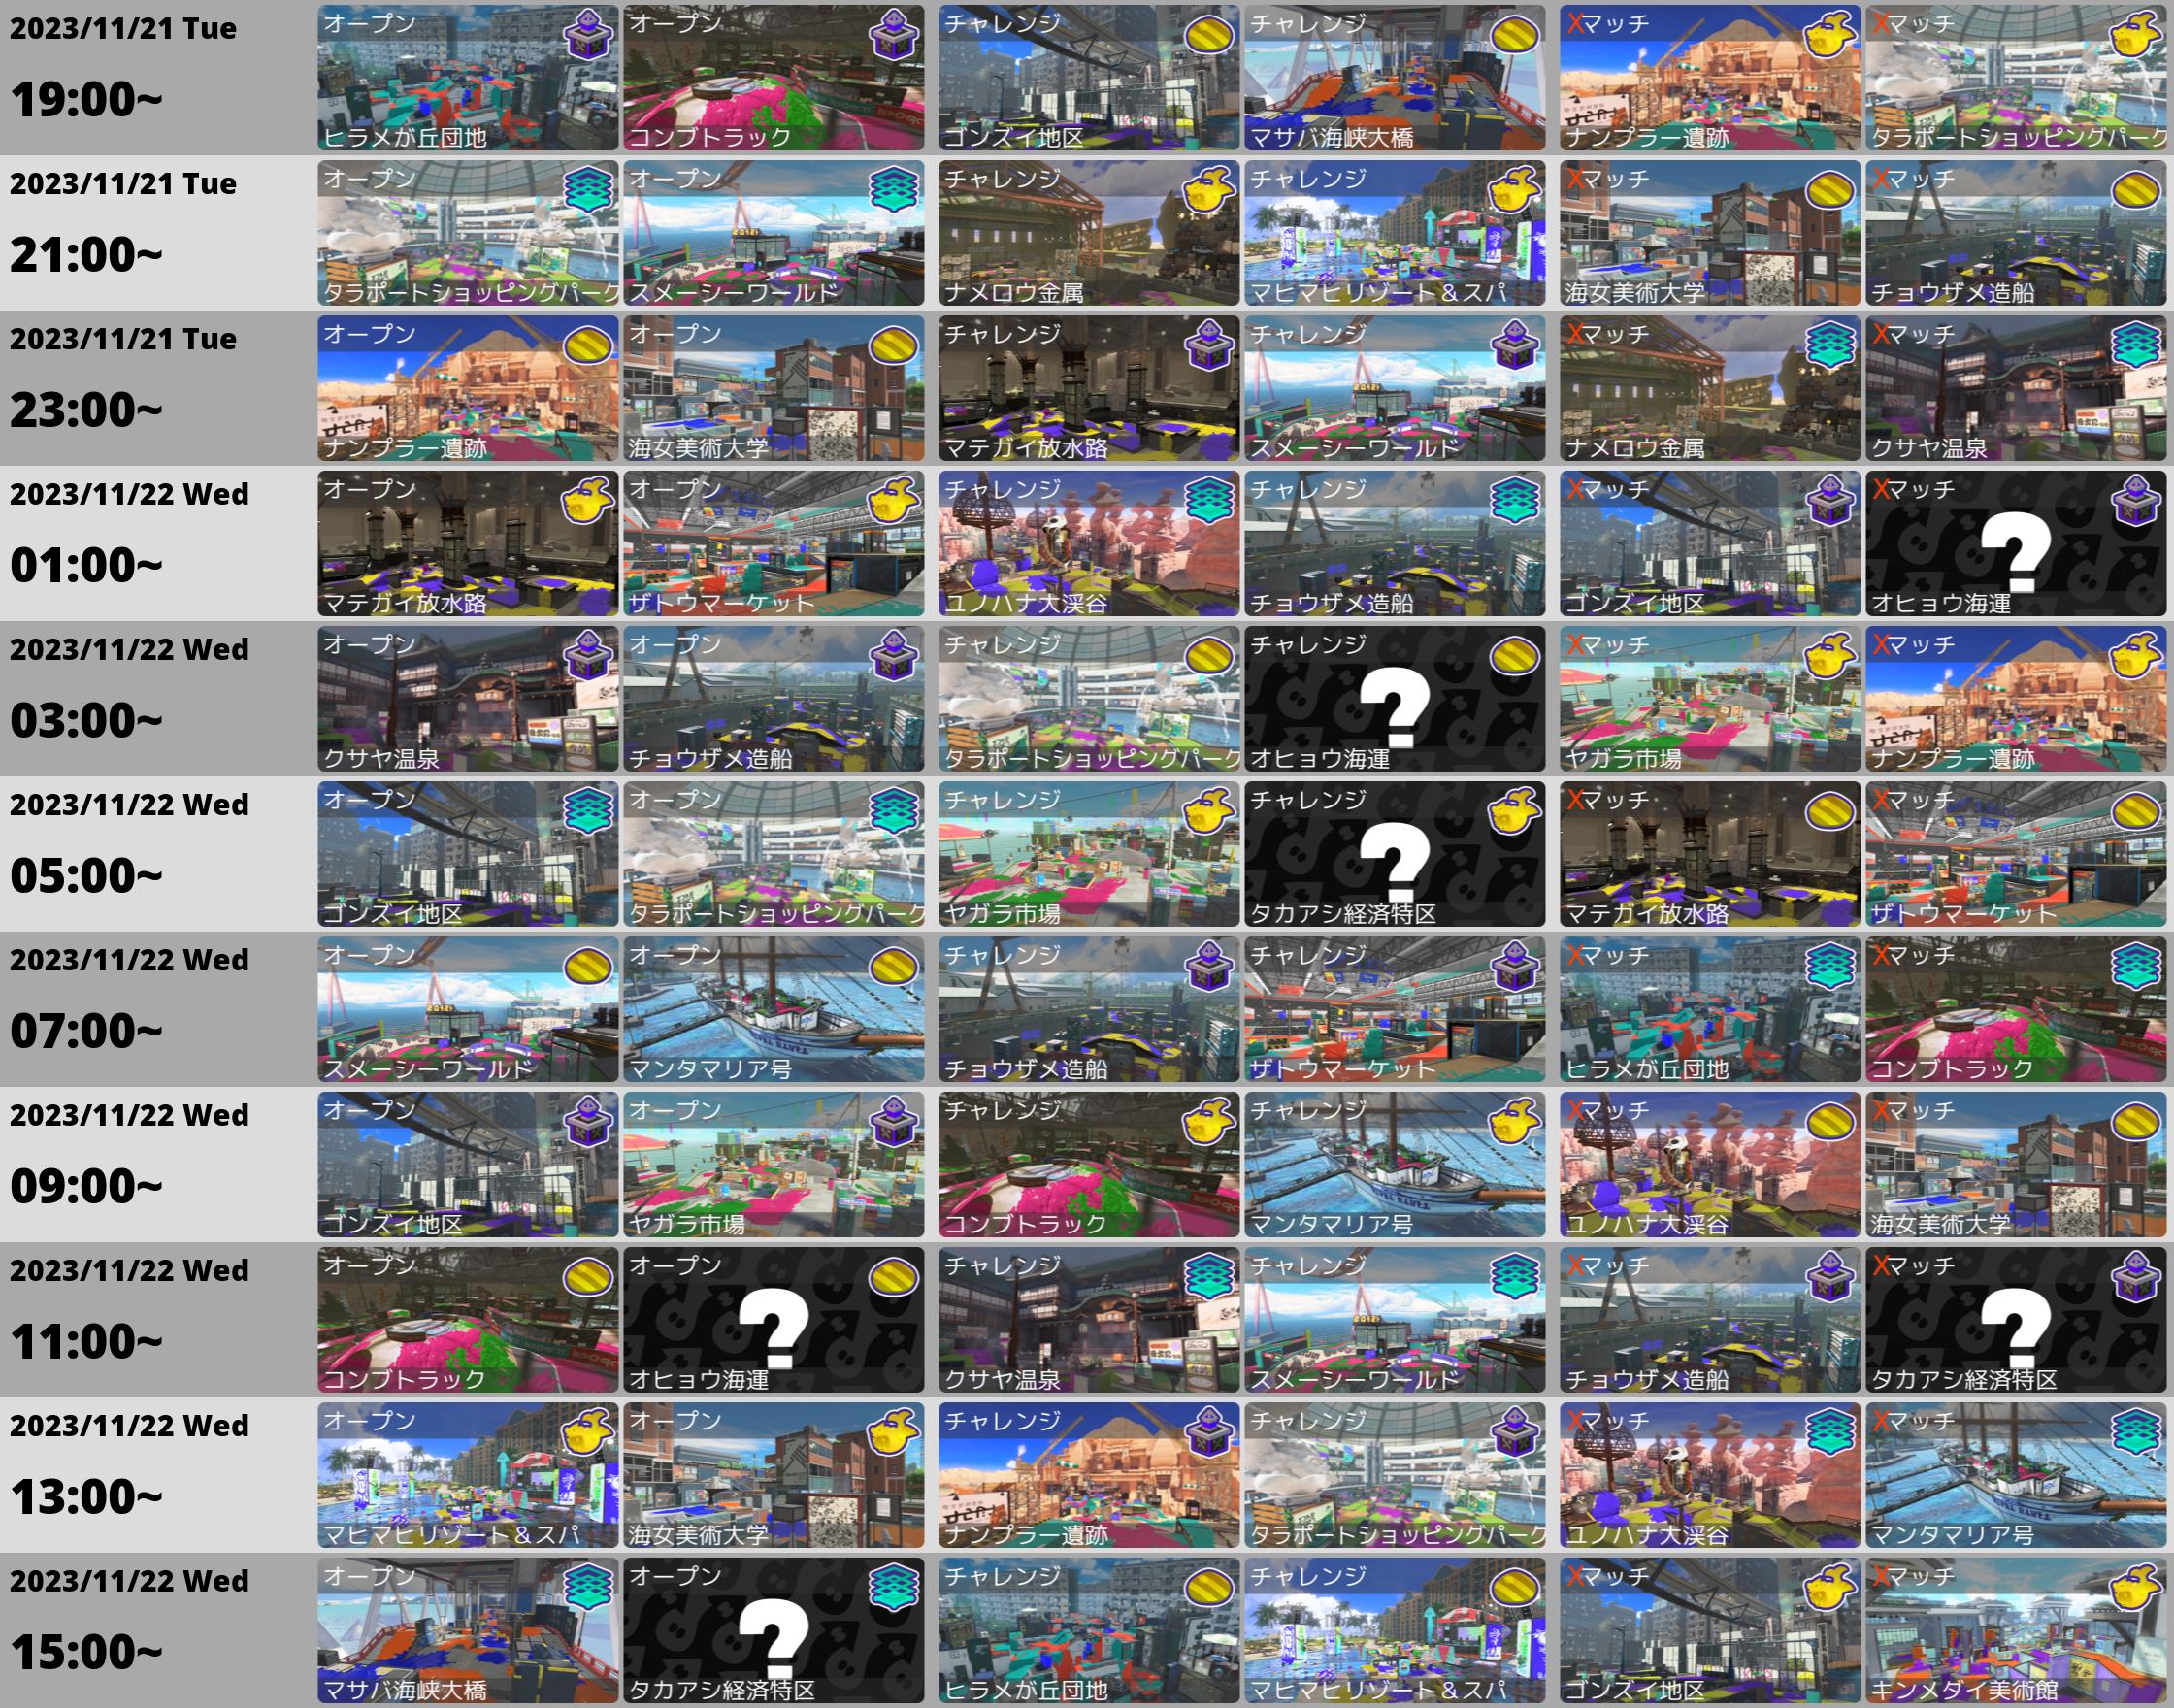 2023/11/21 Tue
19:00~
オープン
オープン
チャレンジ
チャレンジ
Xマッチ
Xマッチ
ヒラメが丘団地
コンブトラック
ゴンズイ地区
マサバ海峡大橋
ナンプラー遺跡
タラポートショッピングパーク
2023/11/21 Tue
21:00~
オープン
オープン
チャレンジ
チャレンジ
Xマッチ
Xマッチ
タラポートショッピングパーク
スメーシーワールド
ナメロウ金属
マヒマヒリゾート&スパ
海女美術大学
チョウザメ造船
2023/11/21 Tue
23:00~
オープン
オープン
チャレンジ
チャレンジ
Xマッチ
Xマッチ
ナンプラー遺跡
海女美術大学
マテガイ放水路
スメーシーワールド
ナメロウ金属
クサヤ温泉
2023/11/22 Wed
01:00~
オープン
オープン
チャレンジ
チャレンジ
Xマッチ
Xマッチ
?
マテガイ放水路
ザトウマーケット
ユノハナ大渓谷
チョウザメ造船
ゴンズイ地区
オヒョウ海運
2023/11/22 Wed
03:00~
オープン
オープン
チャレンジ
チャレンジ
Xマッチ
Xマッチ
?
クサヤ温泉
チョウザメ造船
タラポートショッピングパーク
オヒョウ海運
ヤガラ市場
ナンプラー遺跡
2023/11/22 Wed
05:00~
オープン
オープン
チャレンジ
チャレンジ
Xマッチ
Xマッチ
?
ゴンズイ地区
タラポートショッピングパーク
ヤガラ市場
タカアシ経済特区
マテガイ放水路
ザトウマーケット
2023/11/22 Wed
07:00~
オープン
オープン
チャレンジ
チャレンジ
Xマッチ
Xマッチ
スメーシーワールド
マンタマリア号
チョウザメ造船
ザトウマーケット
ヒラメが丘団地
コンブトラック
2023/11/22 Wed
09:00~
オープン
オープン
チャレンジ
チャレンジ
Xマッチ
Xマッチ
ゴンズイ地区
ヤガラ市場
コンブトラック
マンタマリア号
ユノハナ大渓谷
海女美術大学
2023/11/22 Wed
11:00~
オープン
オープン
チャレンジ
チャレンジ
Xマッチ
Xマッチ
?
?
コンブトラック
オヒョウ海運
クサヤ温泉
スメーシーワールド
チョウザメ造船
タカアシ経済特区
2023/11/22 Wed
13:00~
オープン
オープン
チャレンジ
チャレンジ
Xマッチ
Xマッチ
マヒマヒリゾート&スパ
海女美術大学
ナンプラー遺跡
タラポートショッピングパーク
ユノハナ大渓谷
マンタマリア号
2023/11/22 Wed
15:00~
オープン
オープン
チャレンジ
チャレンジ
Xマッチ
Xマッチ
?
マサバ海峡大橋
タカアシ経済特区
ヒラメが丘団地
マヒマヒリゾート&スパ
ゴンズイ地区
キンメダイ美術館